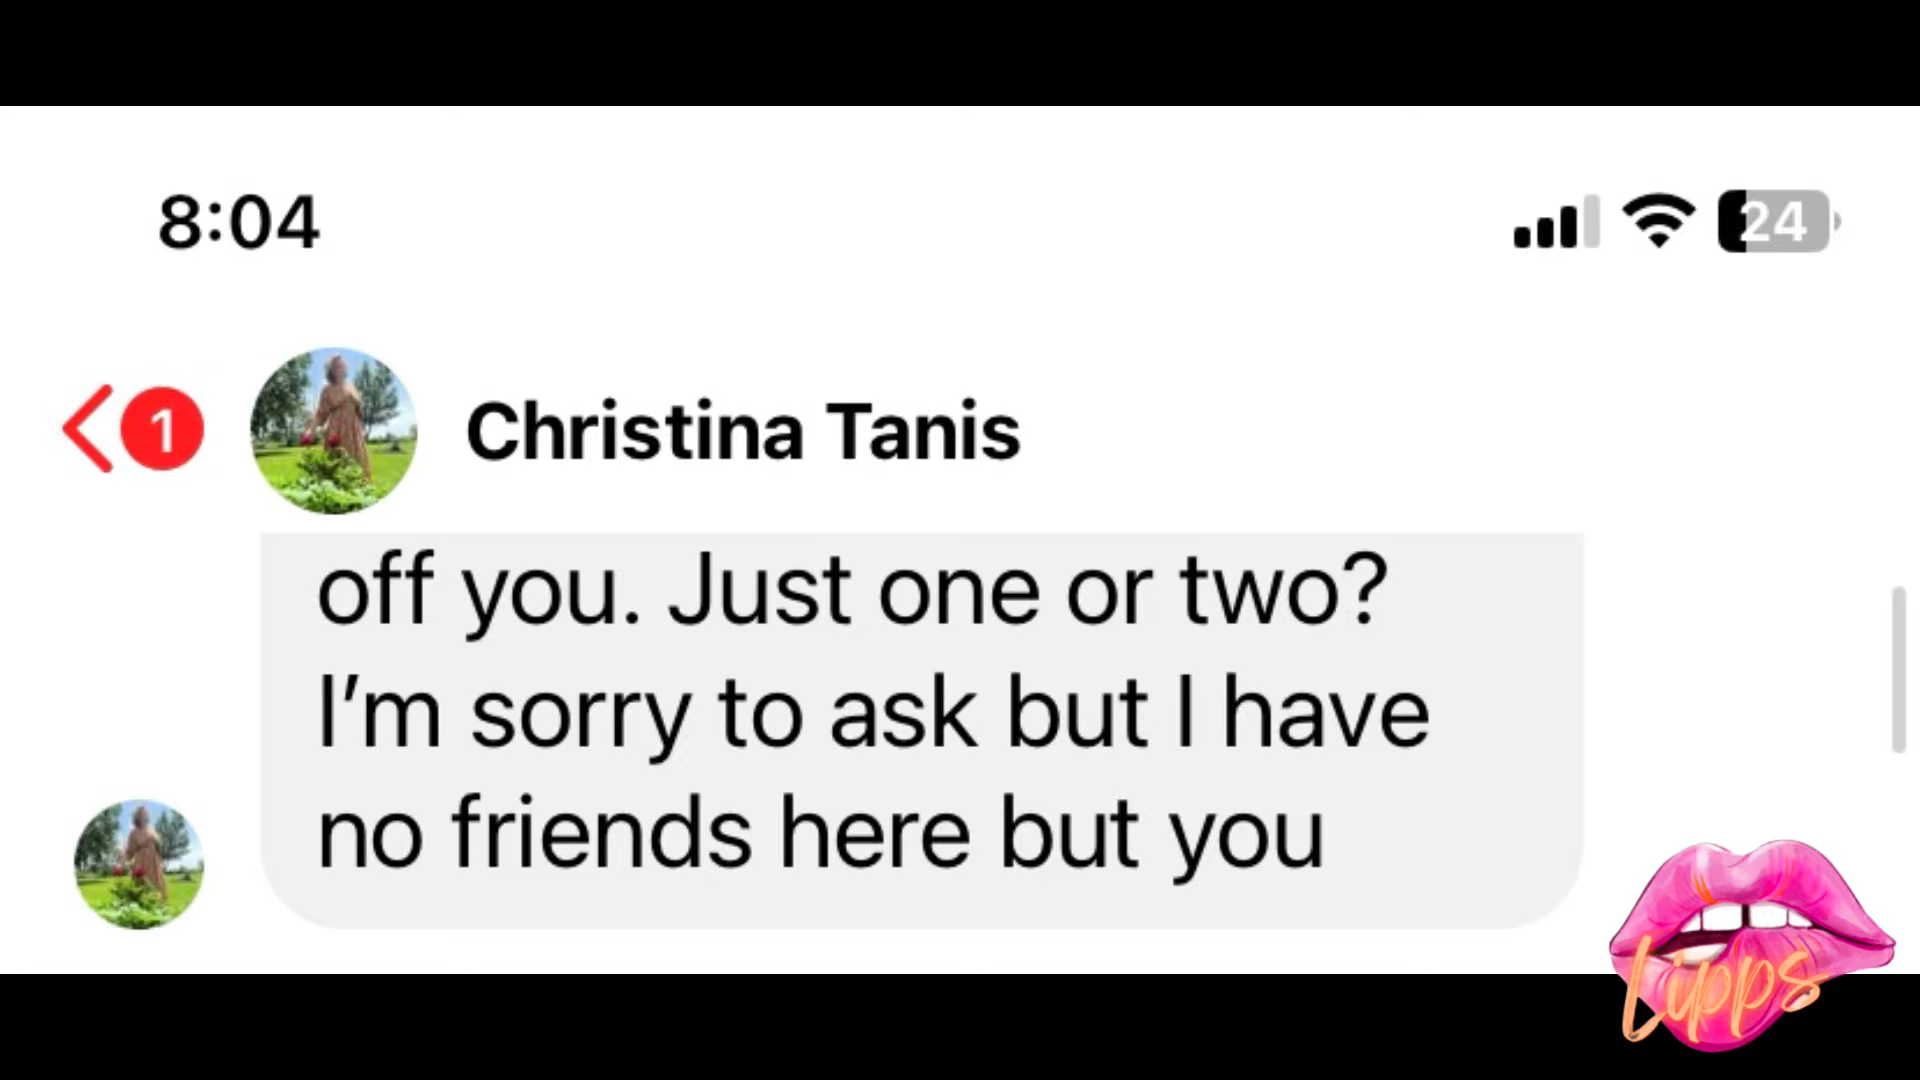 8:04
24
1
Christina Tanis
off you. Just one or two?
I’m sorry to ask but I have
no friends here but you
Lipps